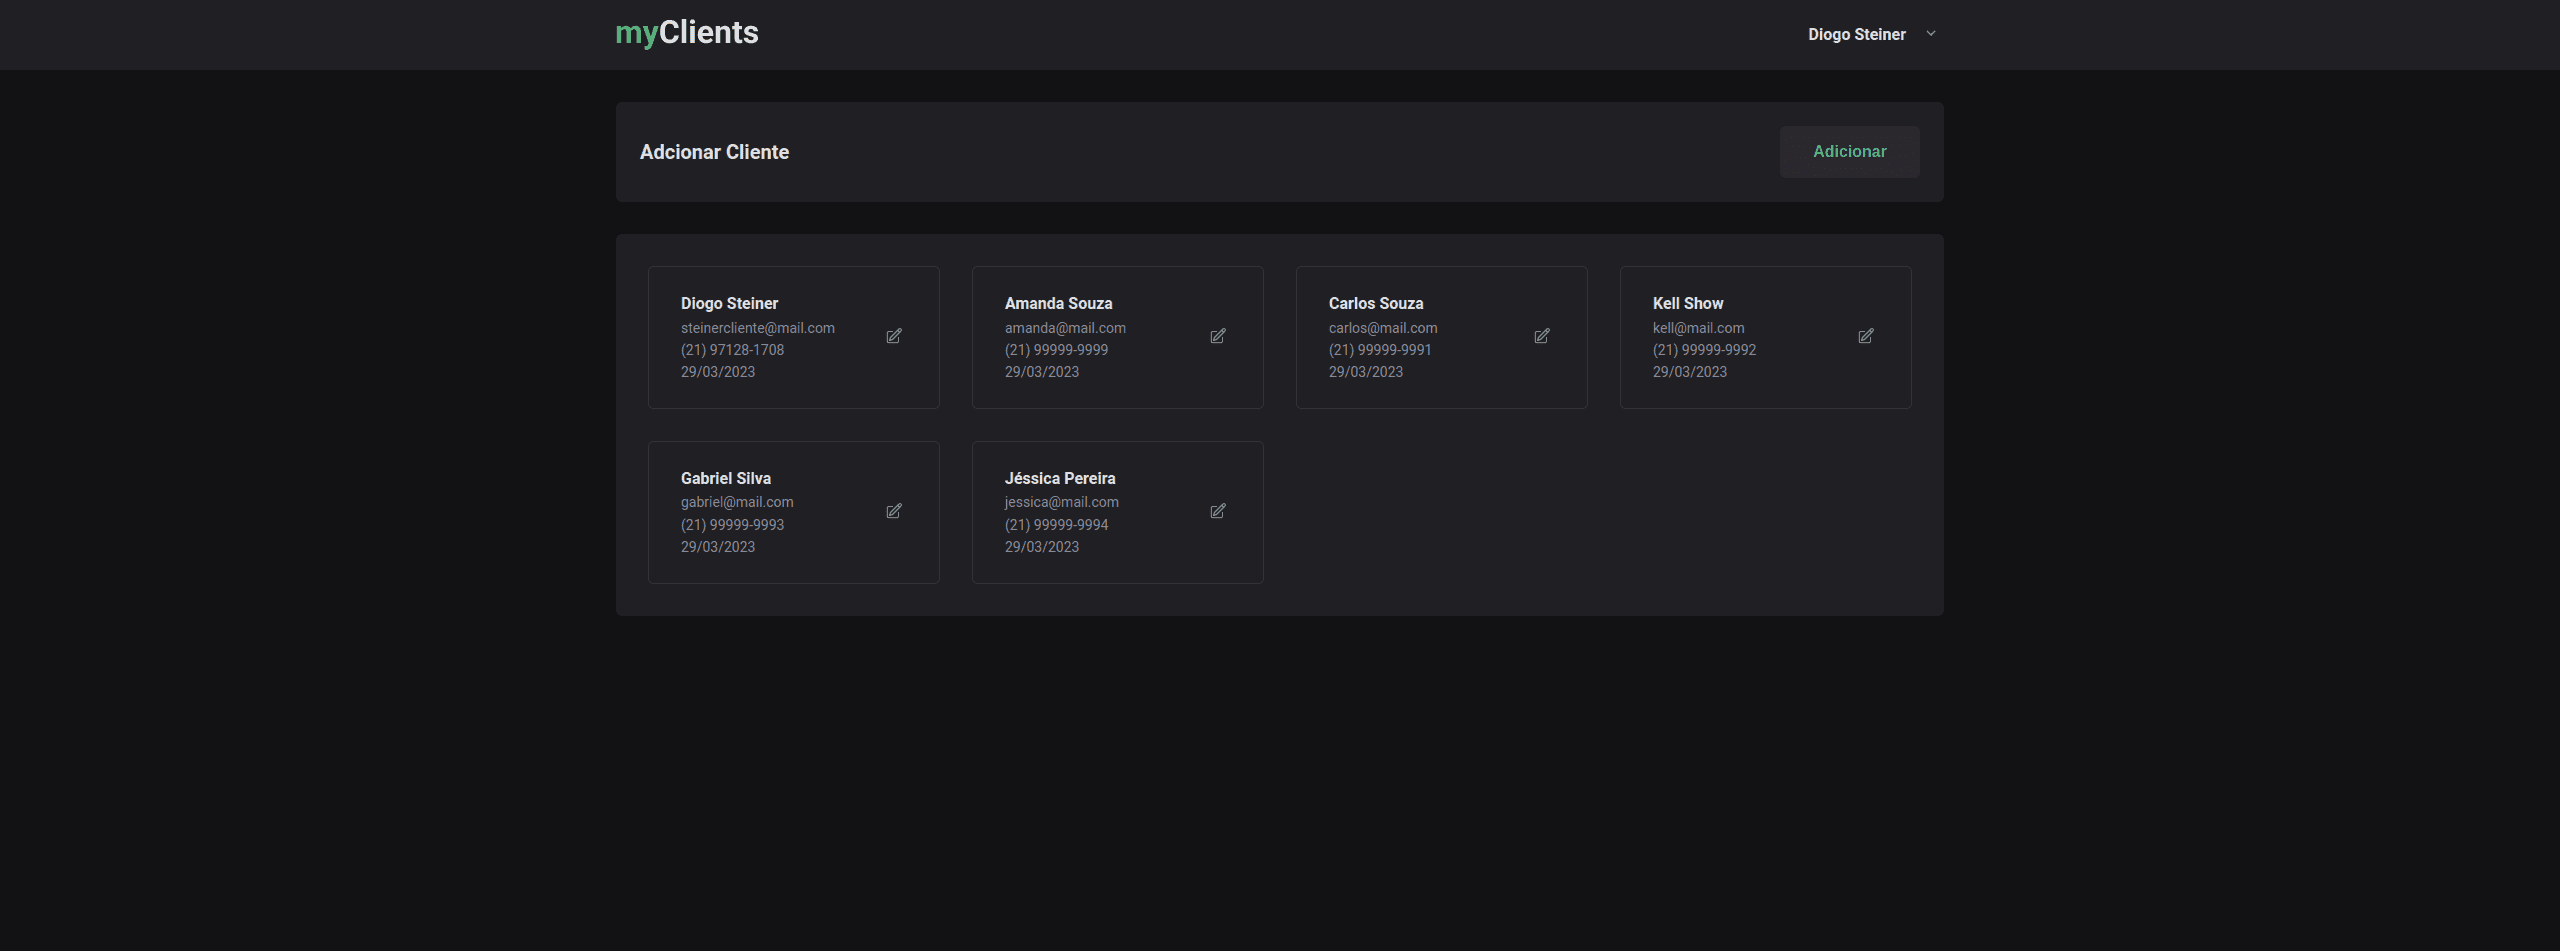 myClients
Diogo Steiner
Adcionar Cliente
Adicionar
Diogo Steiner
steinercliente@mail.com
(21) 97128-1708
29/03/2023
Amanda Souza
amanda@mail.com
(21) 99999-9999
29/03/2023
Carlos Souza
carlos@mail.com
(21) 99999-9991
29/03/2023
Kell Show
kell@mail.com
(21) 99999-9992
29/03/2023
Gabriel Silva
gabriel@mail.com
(21) 99999-9993
29/03/2023
Jéssica Pereira
jessica@mail.com
(21) 99999-9994
29/03/2023